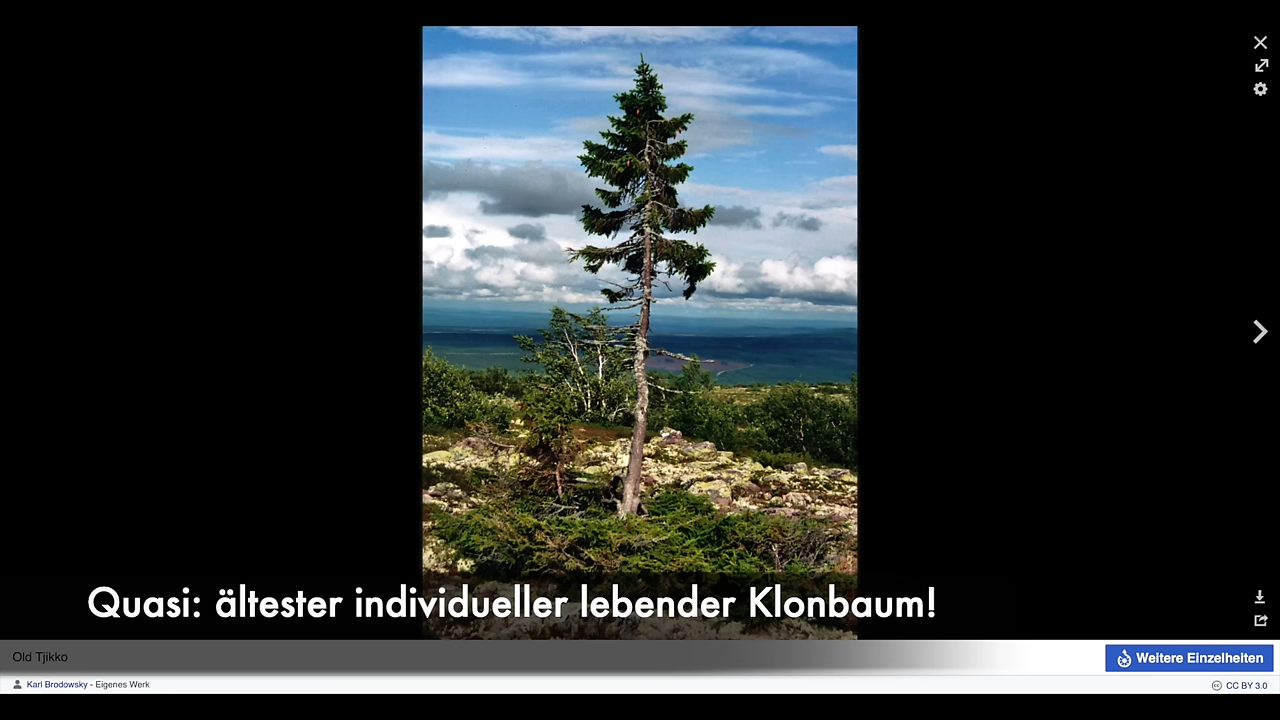 Quasi: ältester individueller lebender Klonbaum!
Old Tjikko
Weitere Einzelheiten
Karl Brodowsky - Eigenes Werk
CC BY 3.0